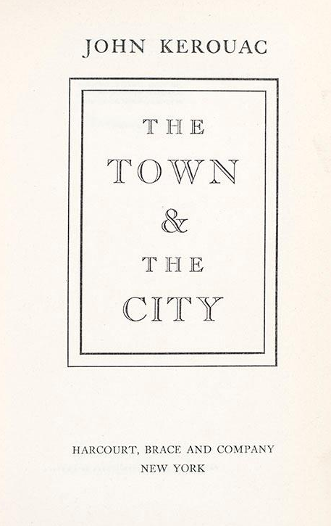 JOHN KEROUAC
THE
TOWN
&
THE
CITY
HARCOURT, BRACE AND COMPANY
NEW YORK